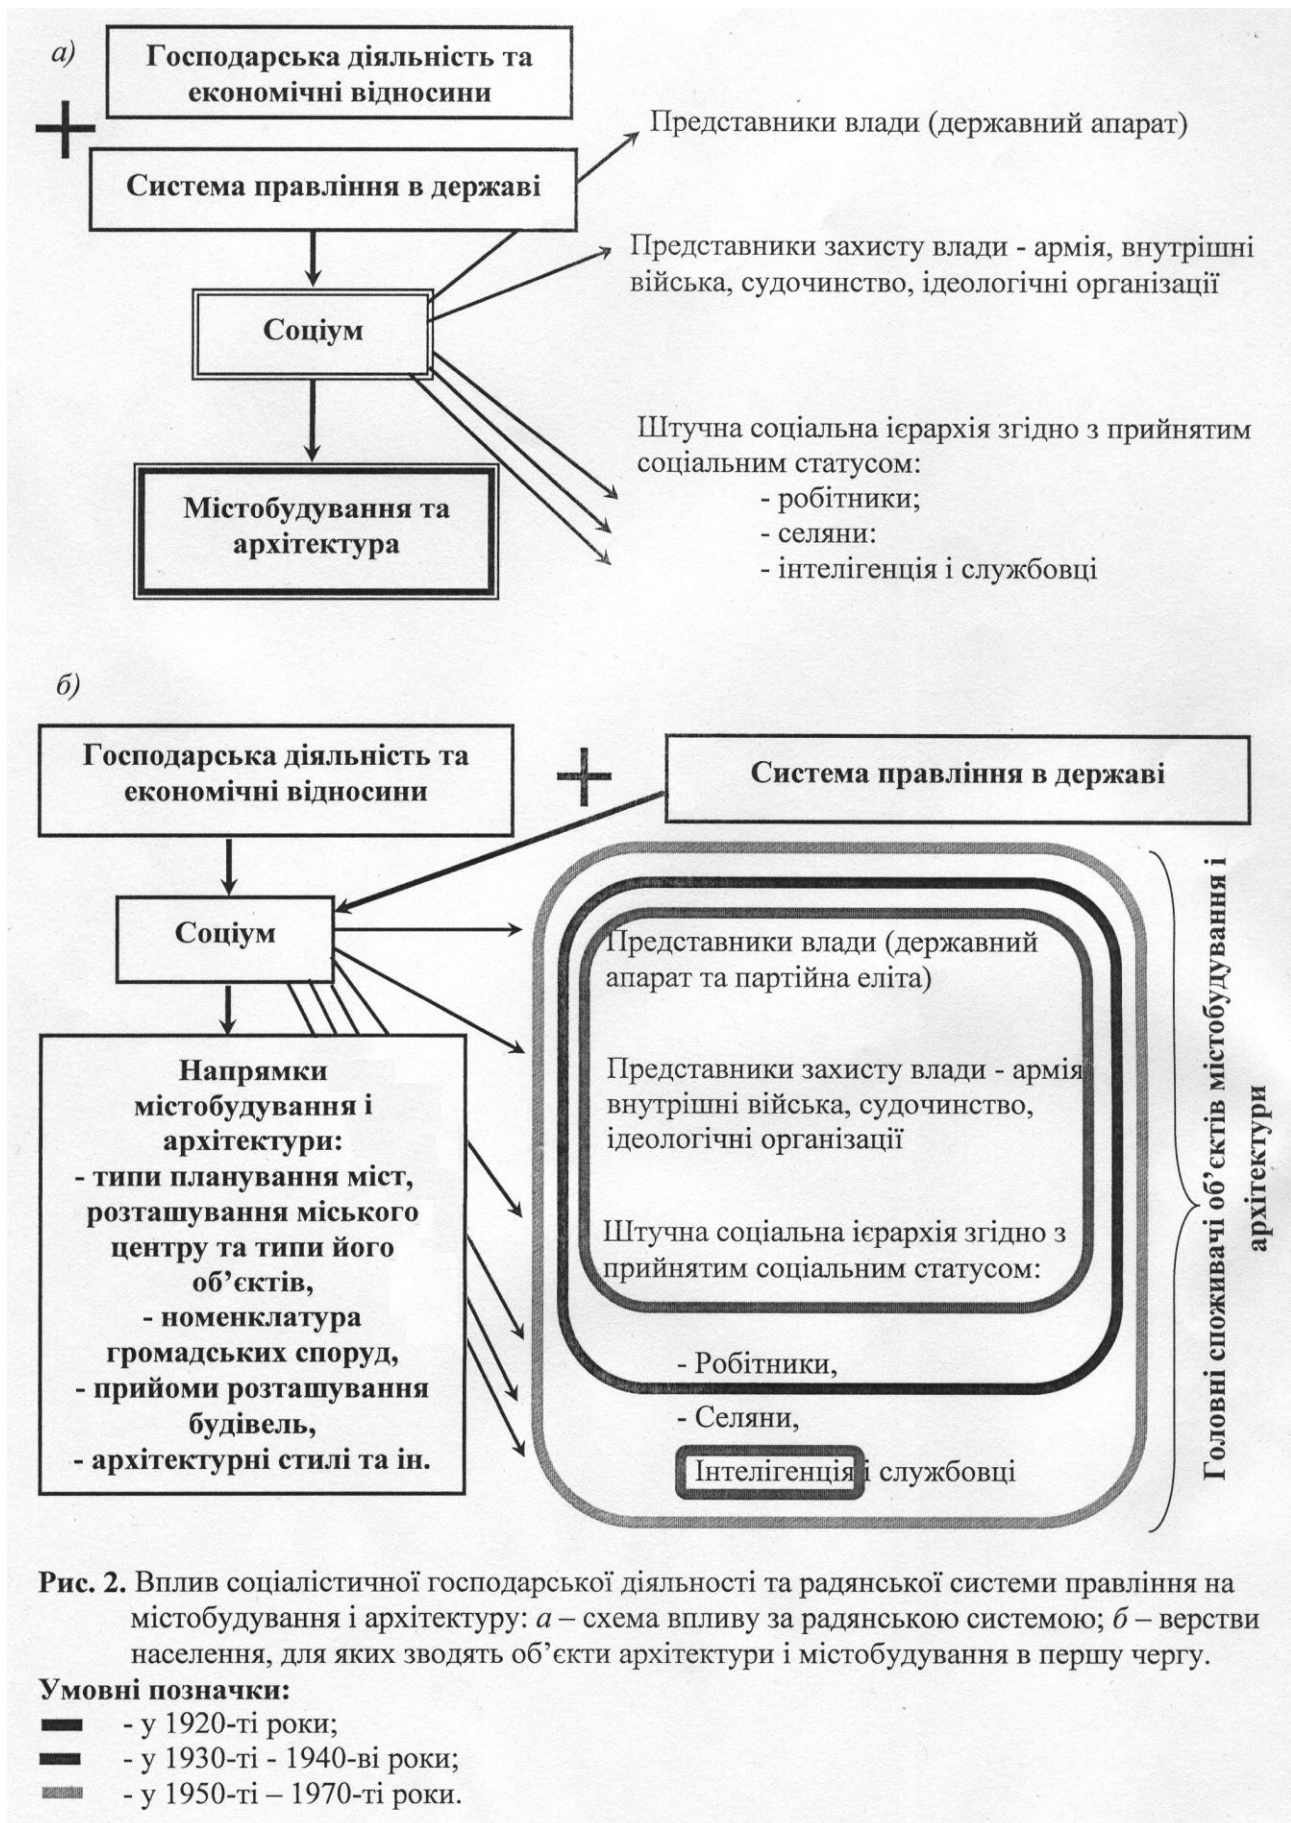 а)
Господарська діяльність та
економічні відносини
+
Представники влади (державний апарат)
Система правління в державі
Представники захисту влади - армія, внутрішні
війська, судочинство, ідеологічні організації
Соціум
Штучна соціальна ієрархія згідно з прийнятим
соціальним статусом:
- робітники;
- селяни:
- інтелігенція і службовці
Містобудування та
архітектура
б)
Господарська діяльність та
економічні відносини
+
Система правління в державі
Соціум
Представники влади (державний
апарат та партійна еліта)
Представники захисту влади - армія
внутрішні війська, судочинство,
ідеологічні організації
Штучна соціальна ієрархія згідно з
прийнятим соціальним статусом:
- Робітники,
- Селяни,
Інтелігенція і службовці
Напрямки
містобудування і
архітектури:
- типи планування міст,
розташування міського
центру та типи його
об’єктів,
- номенклатура
громадських споруд,
- прийоми розташування
будівель,
- архітектурні стилі та ін.
Головні споживачі об’єктів містобудування і
архітектури
Рис. 2. Вплив соціалістичної господарської діяльності та радянської системи правління на
містобудування і архітектуру: а – схема впливу за радянською системою; б – верстви
населення, для яких зводять об’єкти архітектури і містобудування в першу чергу.
Умовні позначки:
- у 1920-ті роки;
- у 1930-ті - 1940-ві роки;
- у 1950-ті – 1970-ті роки.